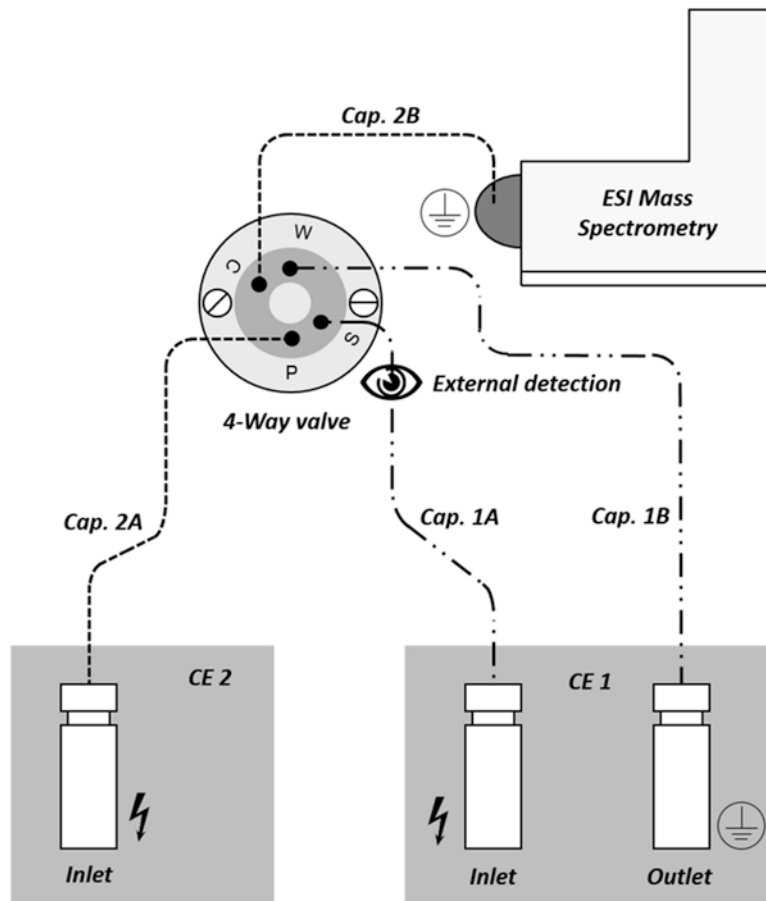 Cap. 2B
ESI Mass
Spectrometry
W
C
S
P
External detection
4-Way valve
Cap. 2A
Cap. 1A
Cap. 1B
CE 2
CE 1
Inlet
Inlet
Outlet